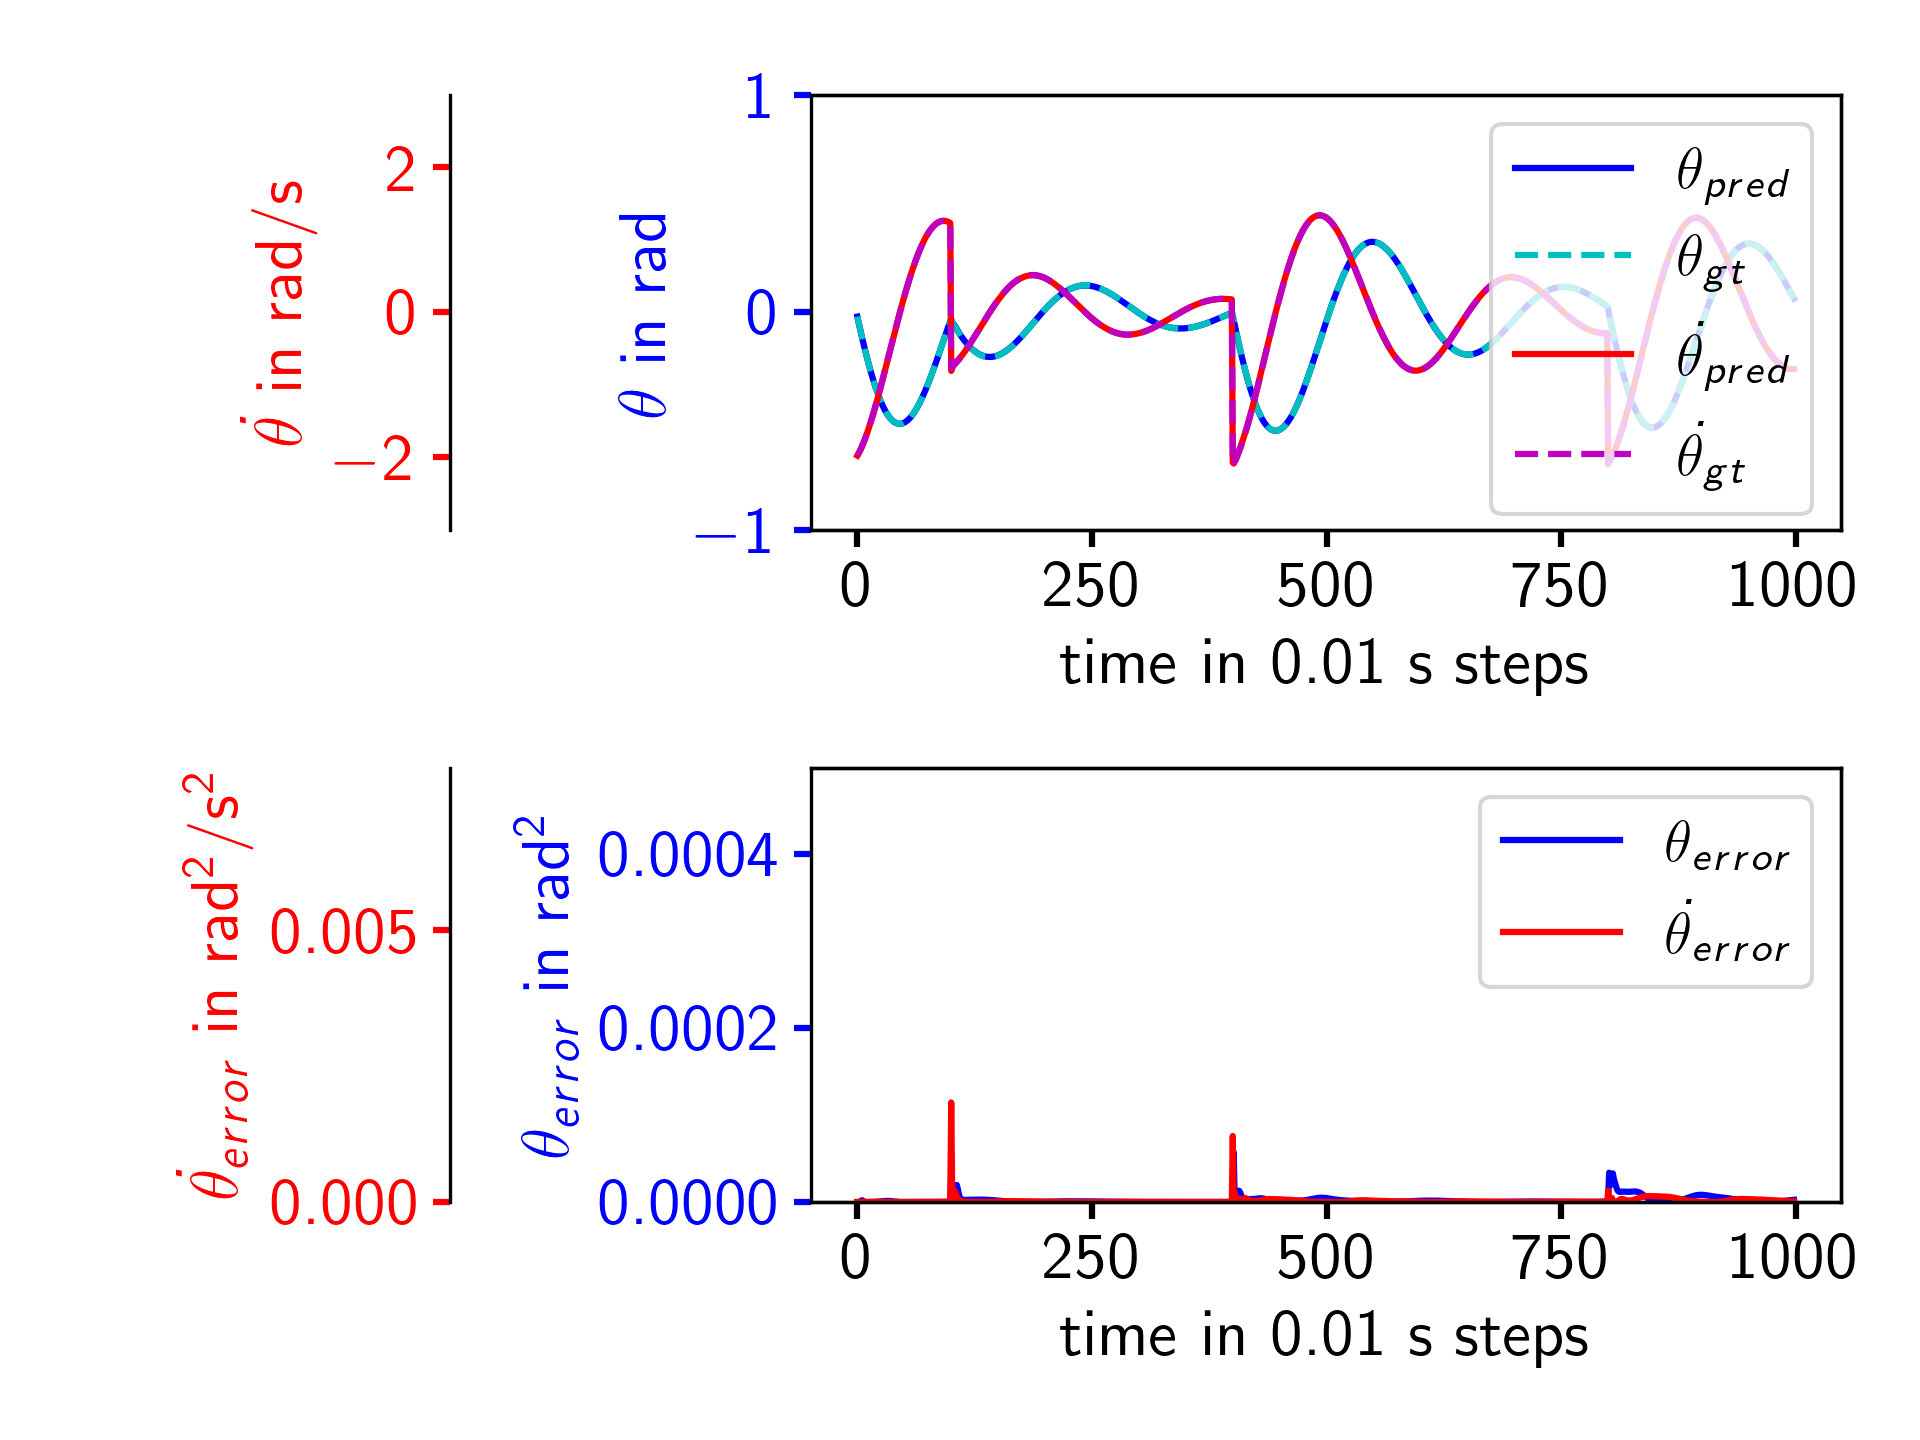 θ̇ in rad/s
2
0
−2
θ in rad
1
0
−1
θ_pred
θ_gt
θ̇_pred
θ̇_gt
0 250 500 750 1000
time in 0.01 s steps
θ̇_error in rad²/s²
0.005
0.000
θ_error in rad²
0.0004
0.0002
0.0000
θ_error
θ̇_error
0 250 500 750 1000
time in 0.01 s steps